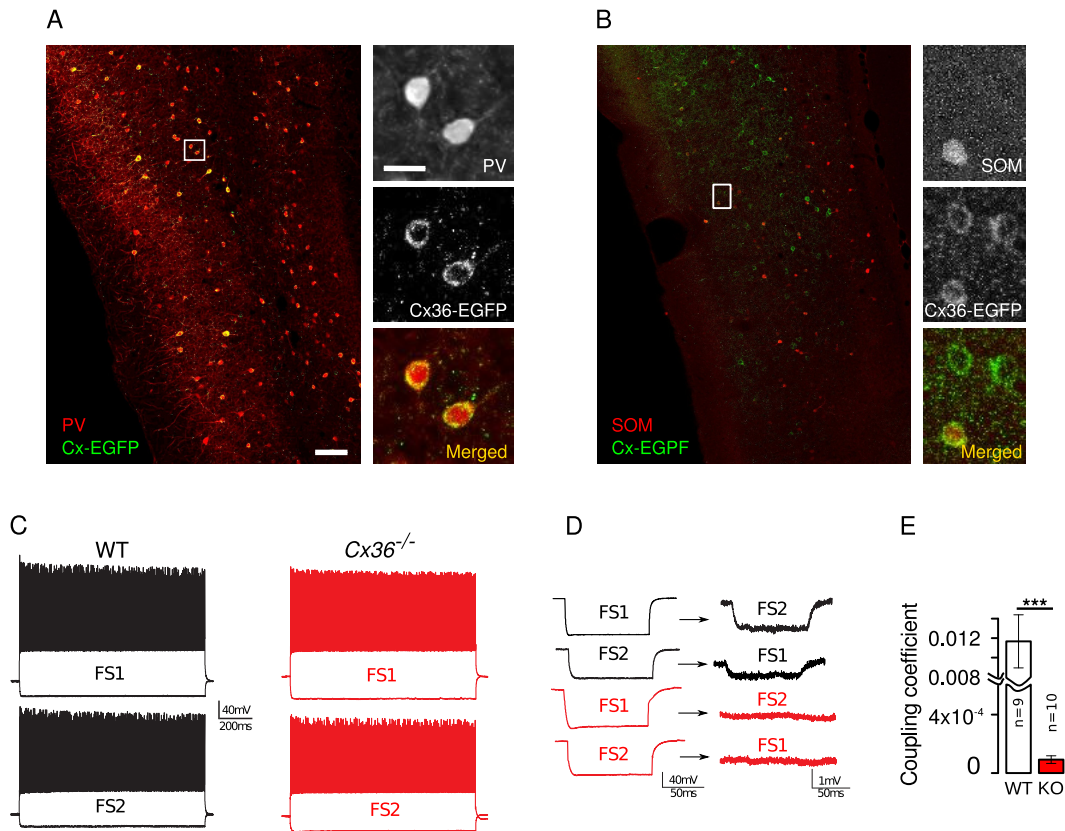 A
PV
Cx36-EGFP
Merged
PV
Cx-EGFP
B
SOM
Cx36-EGFP
Merged
SOM
Cx-EGPF
C
WT
Cx36-/-
FS1
FS1
40mV
200ms
FS2
FS2
D
FS1
FS2
FS2
FS1
FS1
FS2
FS2
FS1
40mV
50ms
1mV
50ms
E
Coupling coefficient
***
0.012
0.008
4x10-4
0
n=9
n=10
WT
KO